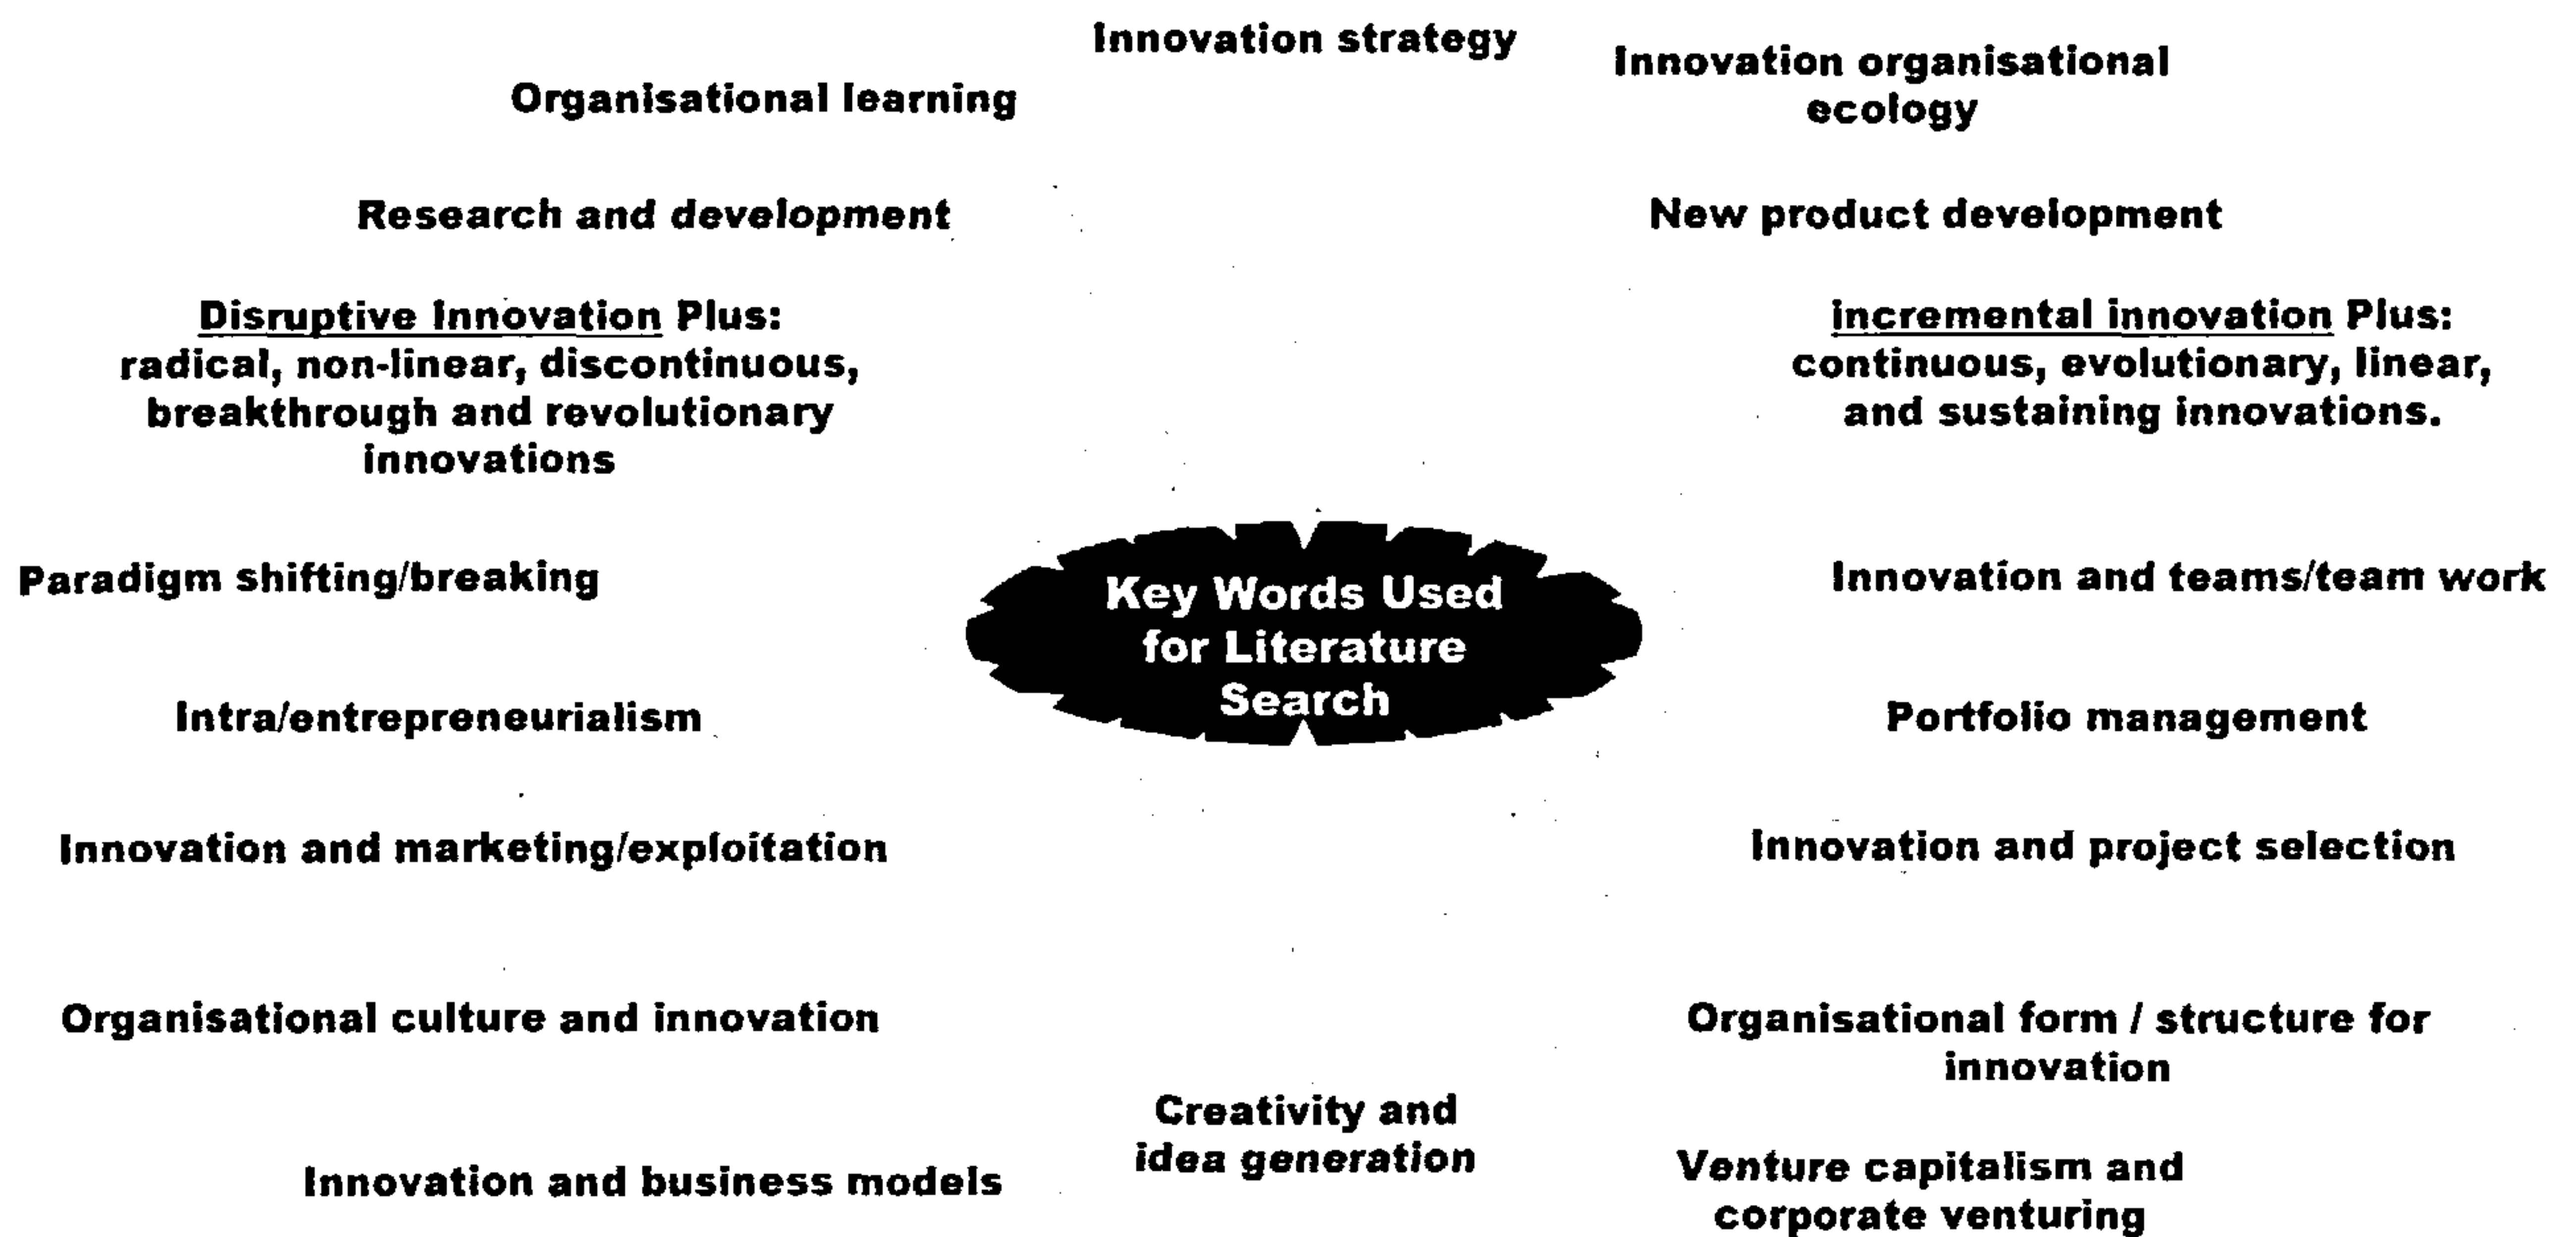 Innovation strategy
Innovation organisational
ecology
Organisational learning
Research and development
New product development
Disruptive Innovation Plus:
radical, non-linear, discontinuous,
breakthrough and revolutionary
innovations
incremental innovation Plus:
continuous, evolutionary, linear,
and sustaining innovations.
Paradigm shifting/breaking
Key Words Used
for Literature
Search
Innovation and teams/team work
Intra/entrepreneurialism
Portfolio management
Innovation and marketing/exploitation
Innovation and project selection
Organisational culture and innovation
Organisational form / structure for
innovation
Creativity and
idea generation
Innovation and business models
Venture capitalism and
corporate venturing